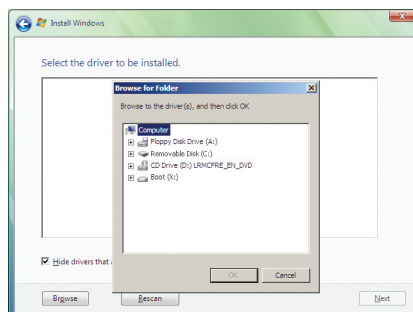 Install Windows
Select the driver to be installed.
Browse for Folder
Browse to the driver(s), and then click OK
Computer
Floppy Disk Drive (A:)
Removable Disk (C:)
CD Drive (D:) LRMCFRE_EN_DVD
Boot (X:)
Hide drivers that
OK
Cancel
Browse
Rescan
Next